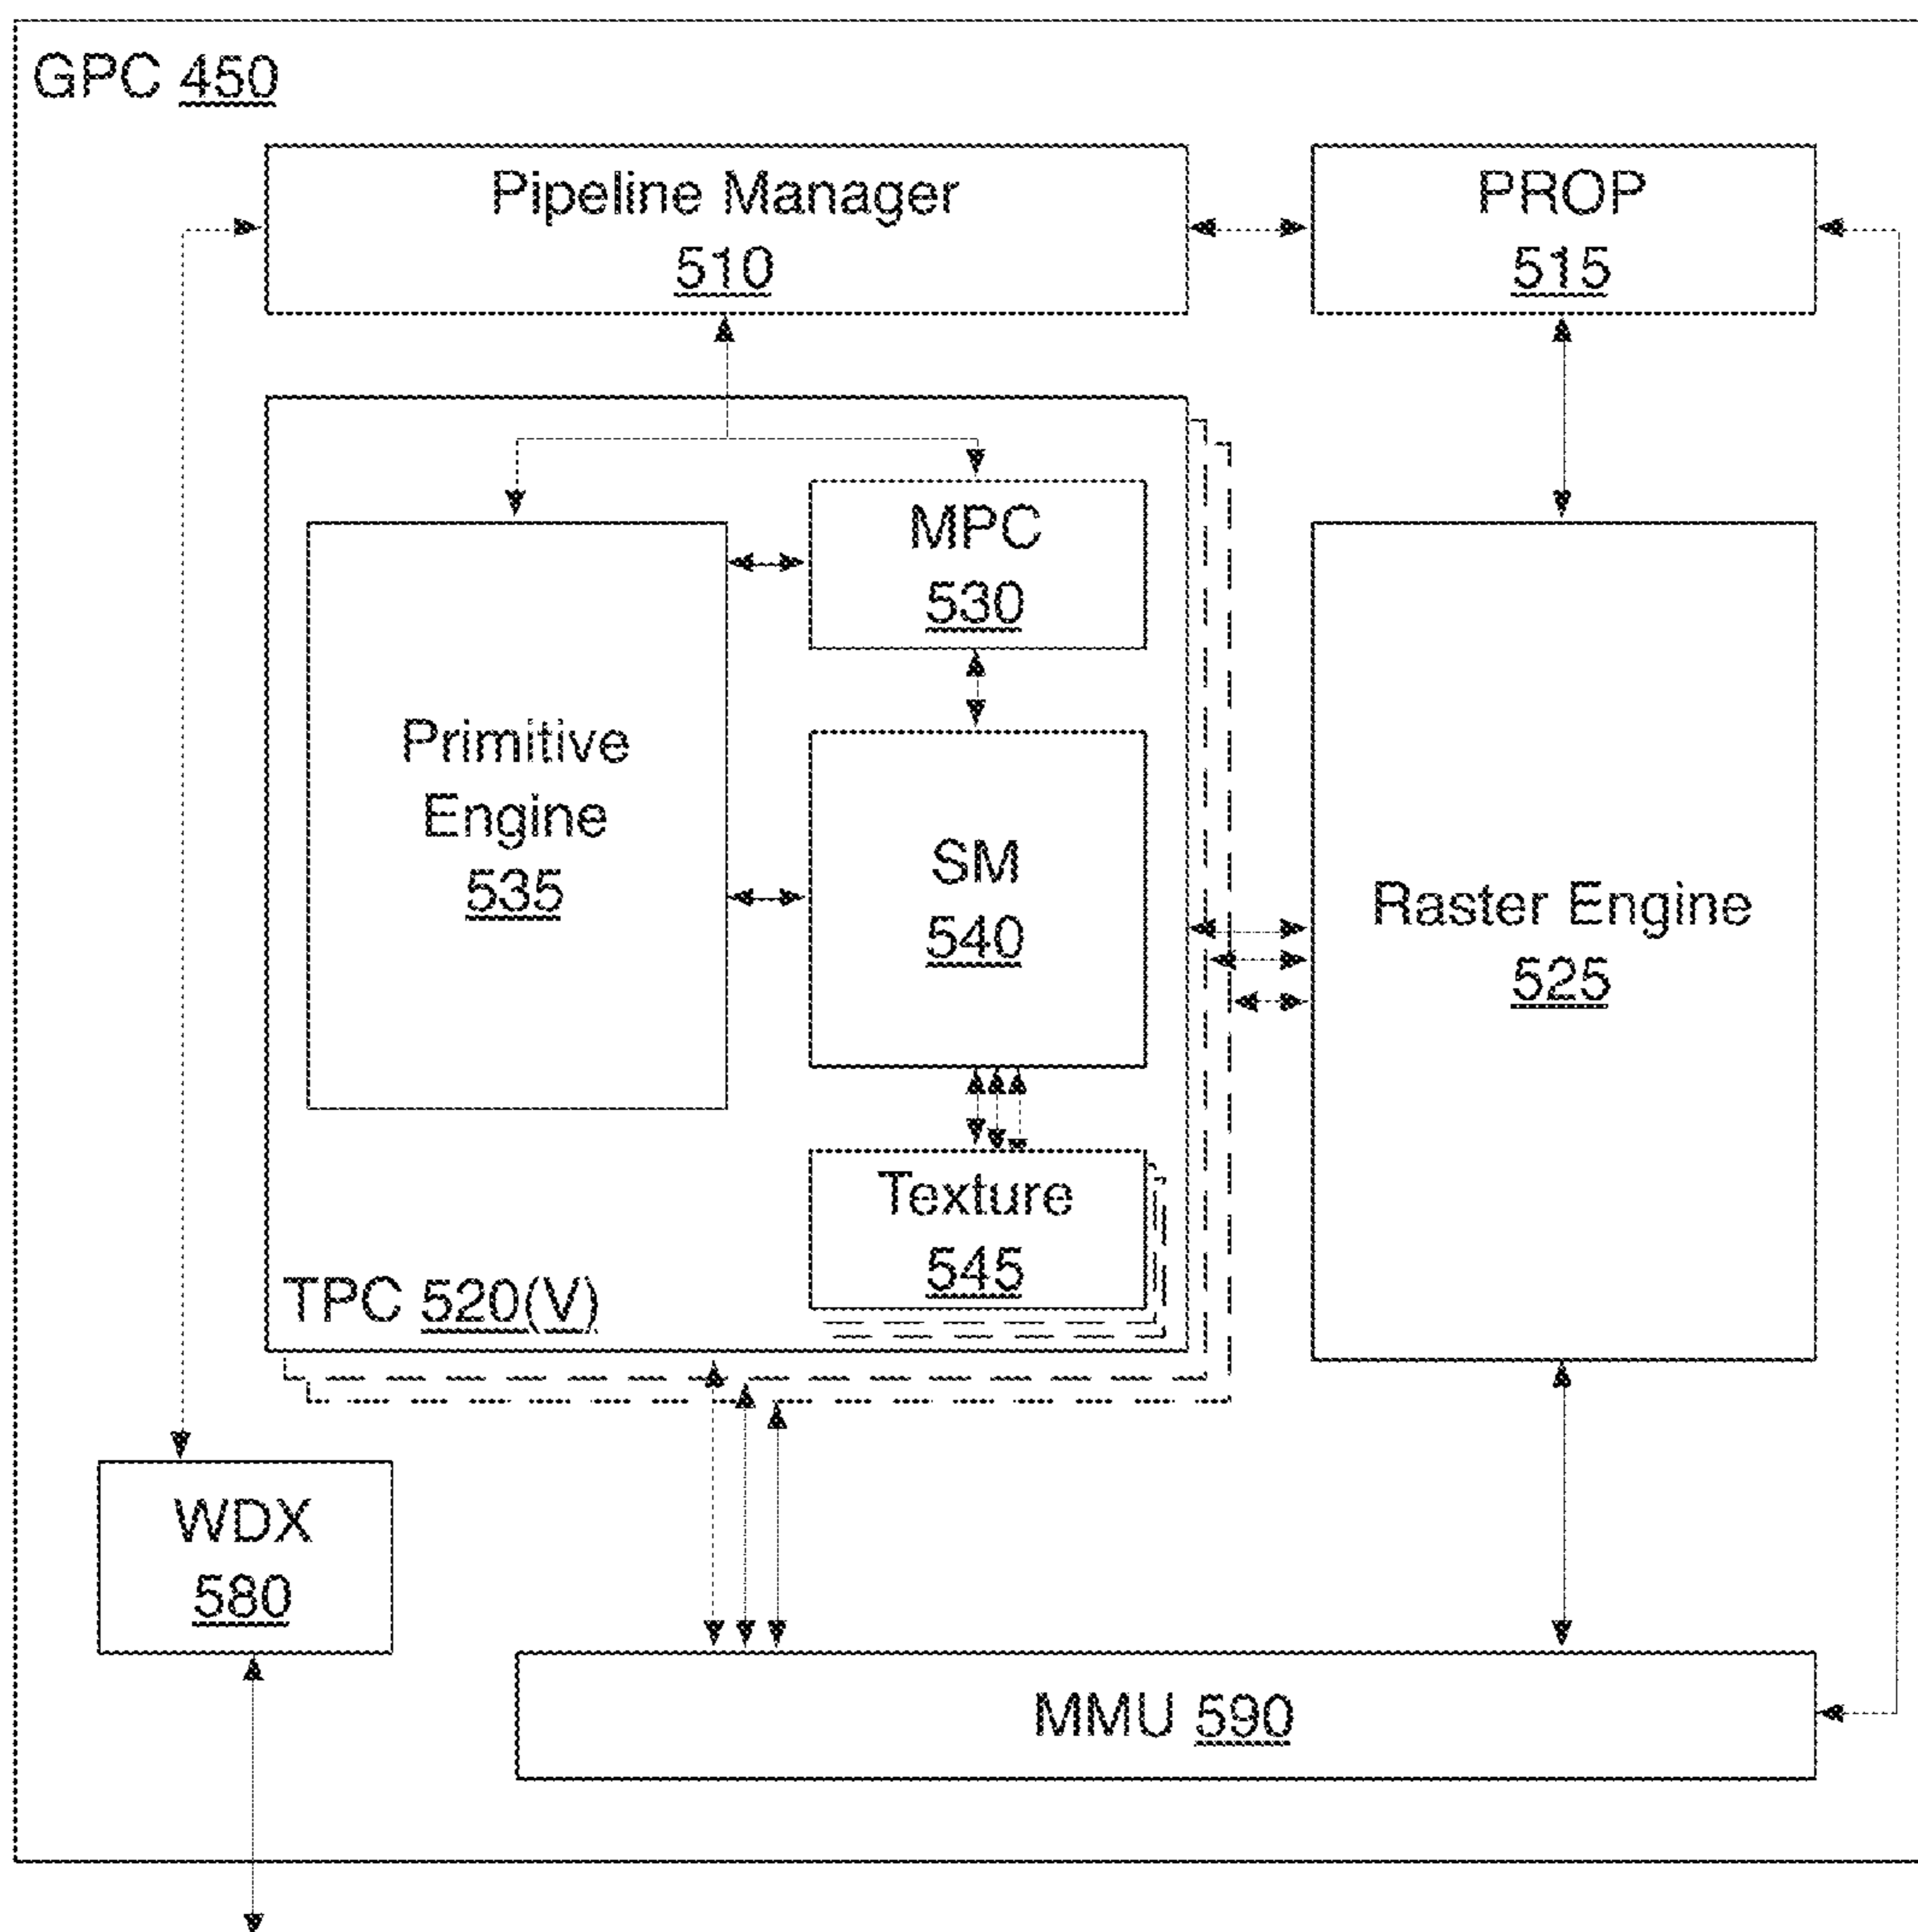 GPC 450
Pipeline Manager
510
PROP
515
MPC
530
Primitive
Engine
535
SM
540
Raster Engine
525
Texture
545
TPC 520(V)
WDX
580
MMU 590